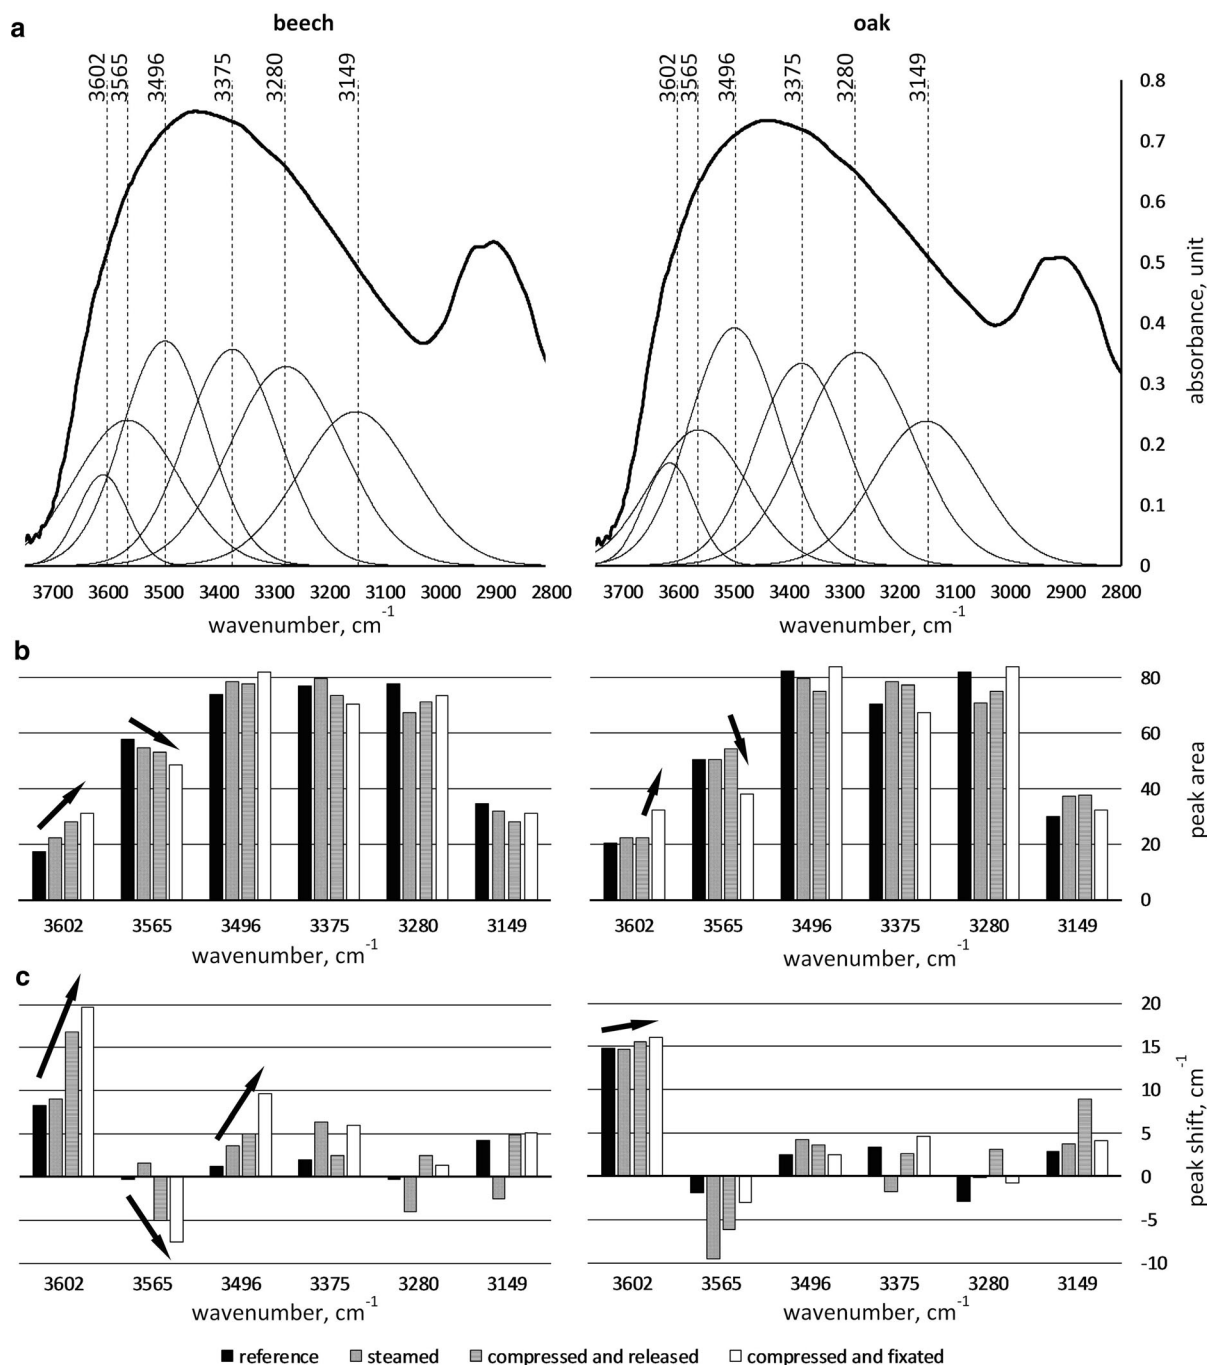 a
beech
oak
3602 3565 3496 3375 3280 3149
3602 3565 3496 3375 3280 3149
0.8
0.7
0.6
0.5
0.4
0.3
0.2
0.1
0
absorbance, unit
3700 3600 3500 3400 3300 3200 3100 3000 2900 2800
3700 3600 3500 3400 3300 3200 3100 3000 2900 2800
wavenumber, cm-1
wavenumber, cm-1
b
80
60
40
20
0
peak area
3602 3565 3496 3375 3280 3149
3602 3565 3496 3375 3280 3149
wavenumber, cm-1
wavenumber, cm-1
c
20
15
10
5
0
-5
-10
peak shift, cm-1
3602 3565 3496 3375 3280 3149
3602 3565 3496 3375 3280 3149
wavenumber, cm-1
wavenumber, cm-1
reference steamed compressed and released compressed and fixated